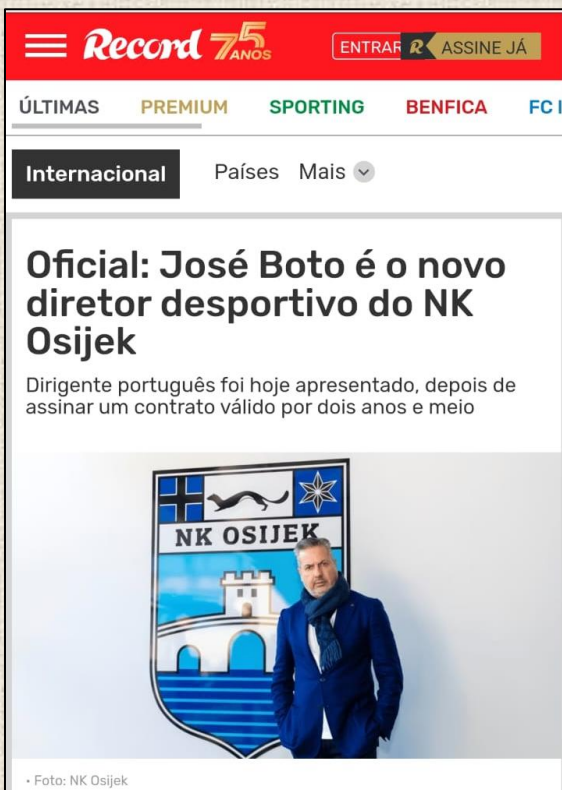 Record 75 ANOS
ENTRAR
R ASSINE JÁ
ÚLTIMAS PREMIUM SPORTING BENFICA FC
Internacional Países Mais
Oficial: José Boto é o novo
diretor desportivo do NK
Osijek
Dirigente português foi hoje apresentado, depois de
assinar um contrato válido por dois anos e meio
NK OSIJEK
• Foto: NK Osijek